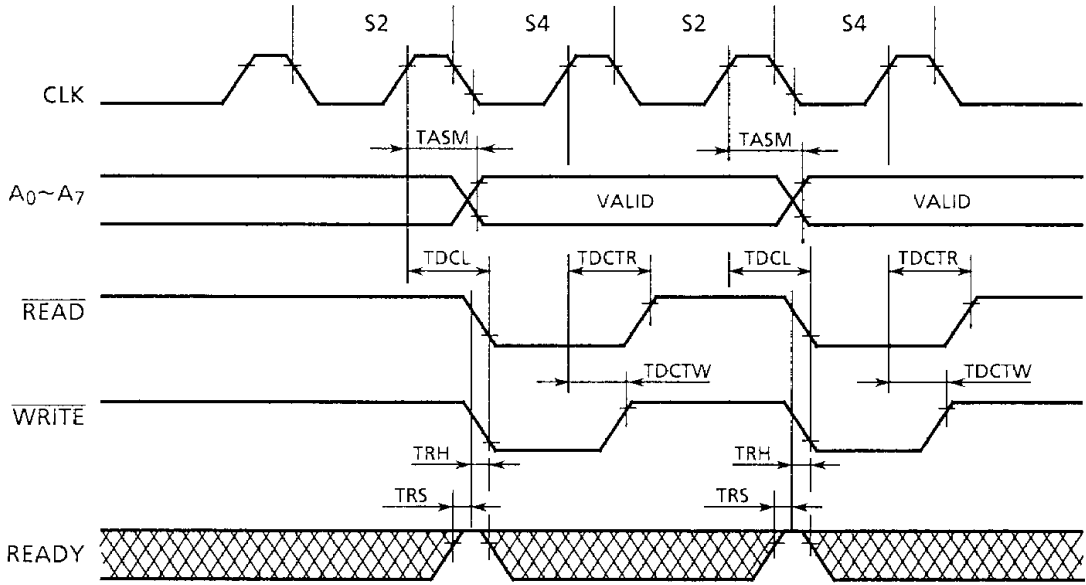 S2 S4 S2 S4
CLK
TASM TASM
A0~A7 VALID VALID
TDCL TDCTR TDCL TDCTR
READ
TDCTW TDCTW
WRITE
TRH TRH
TRS TRS
READY